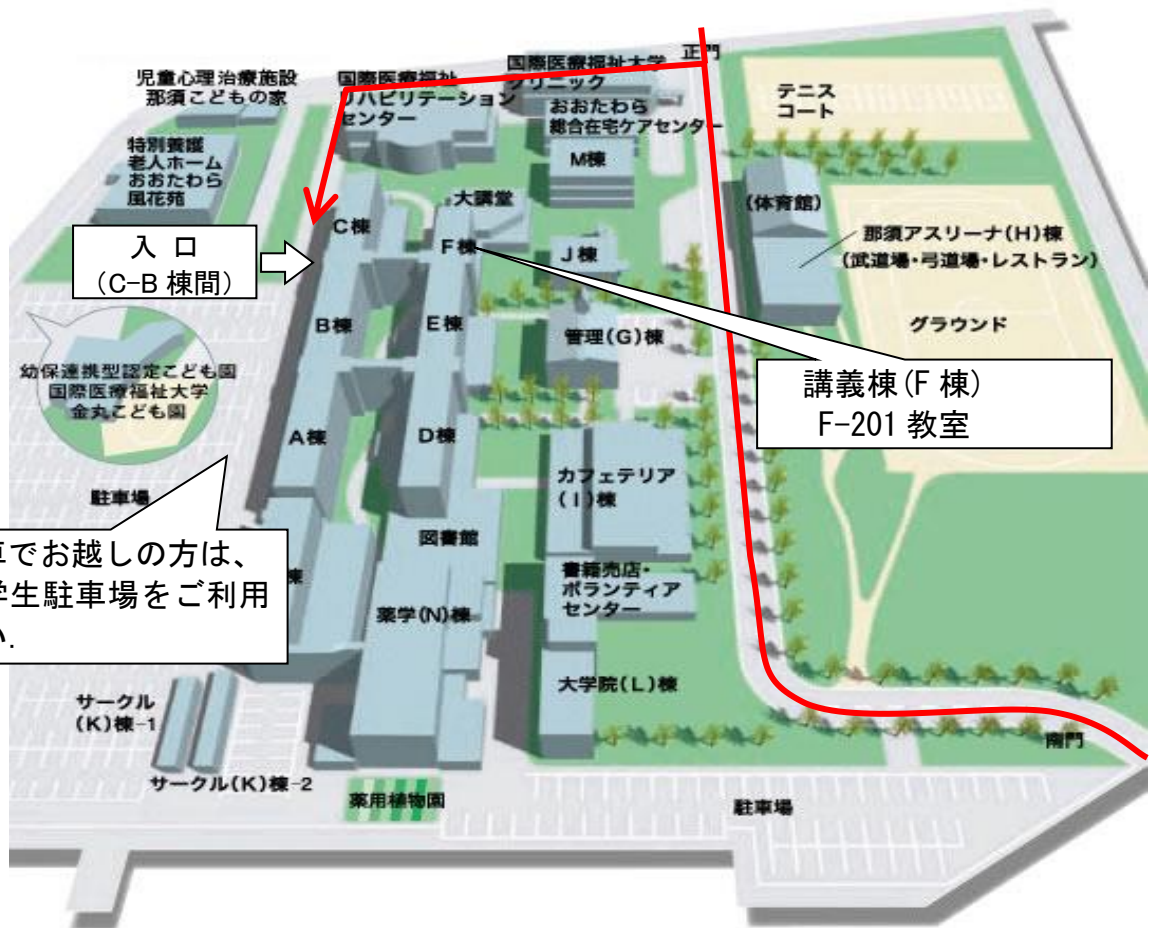 正門
国際医療福祉大学
クリニック
児童心理治療施設
那須こどもの家
国際医療福祉
リハビリテーション
センター
テニス
コート
おおたわら
総合在宅ケアセンター
特別養護
老人ホーム
おおたわら
風花苑
M棟
大講堂
(体育館)
C棟
入 口
(C-B 棟間)
F棟
J棟
那須アスリーナ(H)棟
(武道場・弓道場・レストラン)
B棟
E棟
管理(G)棟
グラウンド
幼保連携型認定こども園
国際医療福祉大学
金丸こども園
講義棟(F 棟)
F-201 教室
A棟
D棟
駐車場
カフェテリア
(I)棟
図書館
でお越しの方は、
学生駐車場をご利用
い.
棟
書籍売店・
ボランティア
センター
薬学(N)棟
大学院(L)棟
サークル
(K)棟-1
サークル(K)棟-2
南門
薬用植物園
駐車場